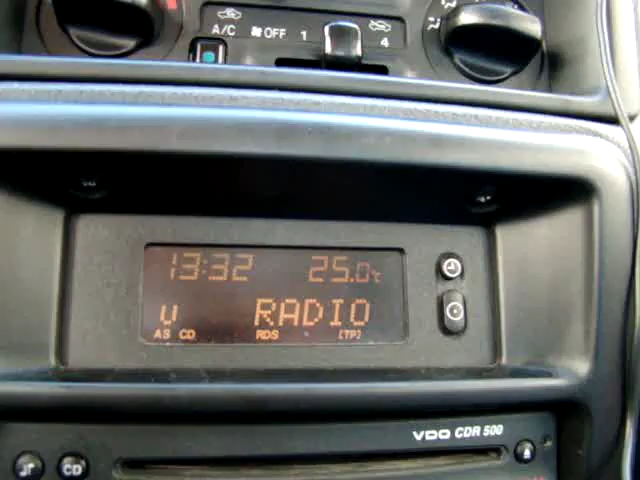 A/C OFF 1 4
13:32 25.0°c
u RADIO
AS CD RDS [TP]
VDO CDR 500
CD